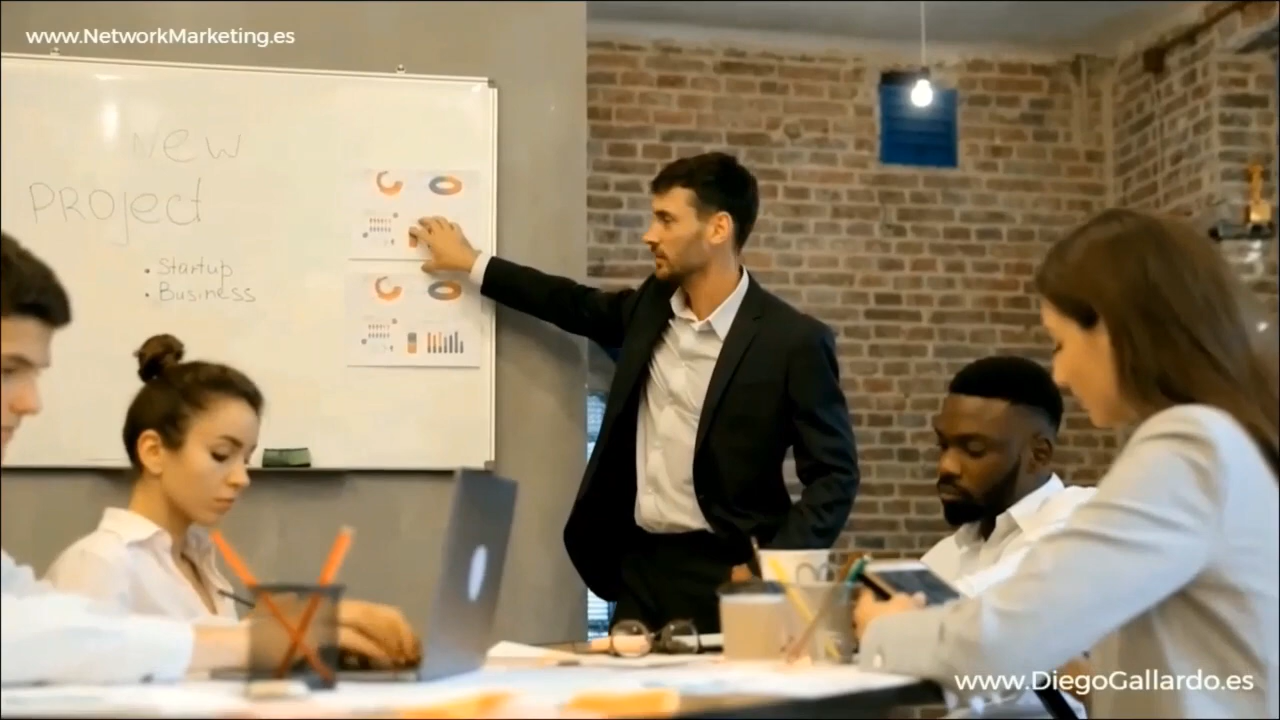 www.NetworkMarketing.es
New
PROject
• Startup
• Business
www.DiegoGallardo.es